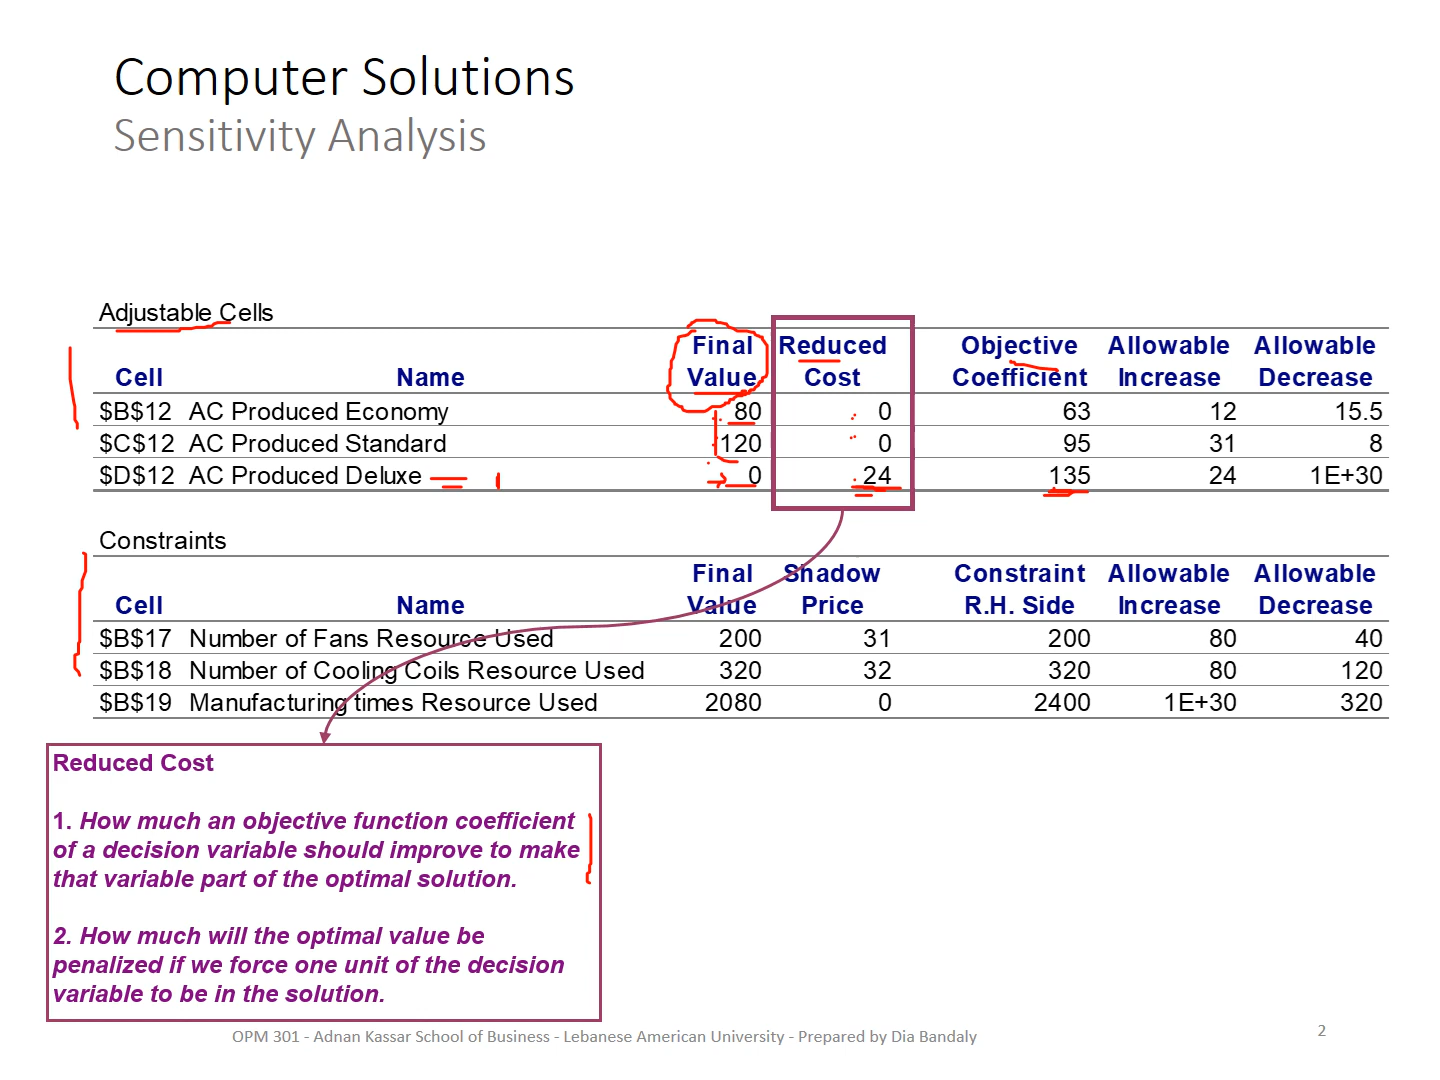 Computer Solutions
Sensitivity Analysis
Adjustable Cells
Final Reduced Objective Allowable Allowable
Cell Name Value Cost Coefficient Increase Decrease
$B$12 AC Produced Economy 80 0 63 12 15.5
$C$12 AC Produced Standard 120 0 95 31 8
$D$12 AC Produced Deluxe 0 24 135 24 1E+30
Constraints
Final Shadow Constraint Allowable Allowable
Cell Name Value Price R.H. Side Increase Decrease
$B$17 Number of Fans Resource Used 200 31 200 80 40
$B$18 Number of Cooling Coils Resource Used 320 32 320 80 120
$B$19 Manufacturing times Resource Used 2080 0 2400 1E+30 320
Reduced Cost
1. How much an objective function coefficient
of a decision variable should improve to make
that variable part of the optimal solution.
2. How much will the optimal value be
penalized if we force one unit of the decision
variable to be in the solution.
OPM 301 - Adnan Kassar School of Business - Lebanese American University - Prepared by Dia Bandaly
2